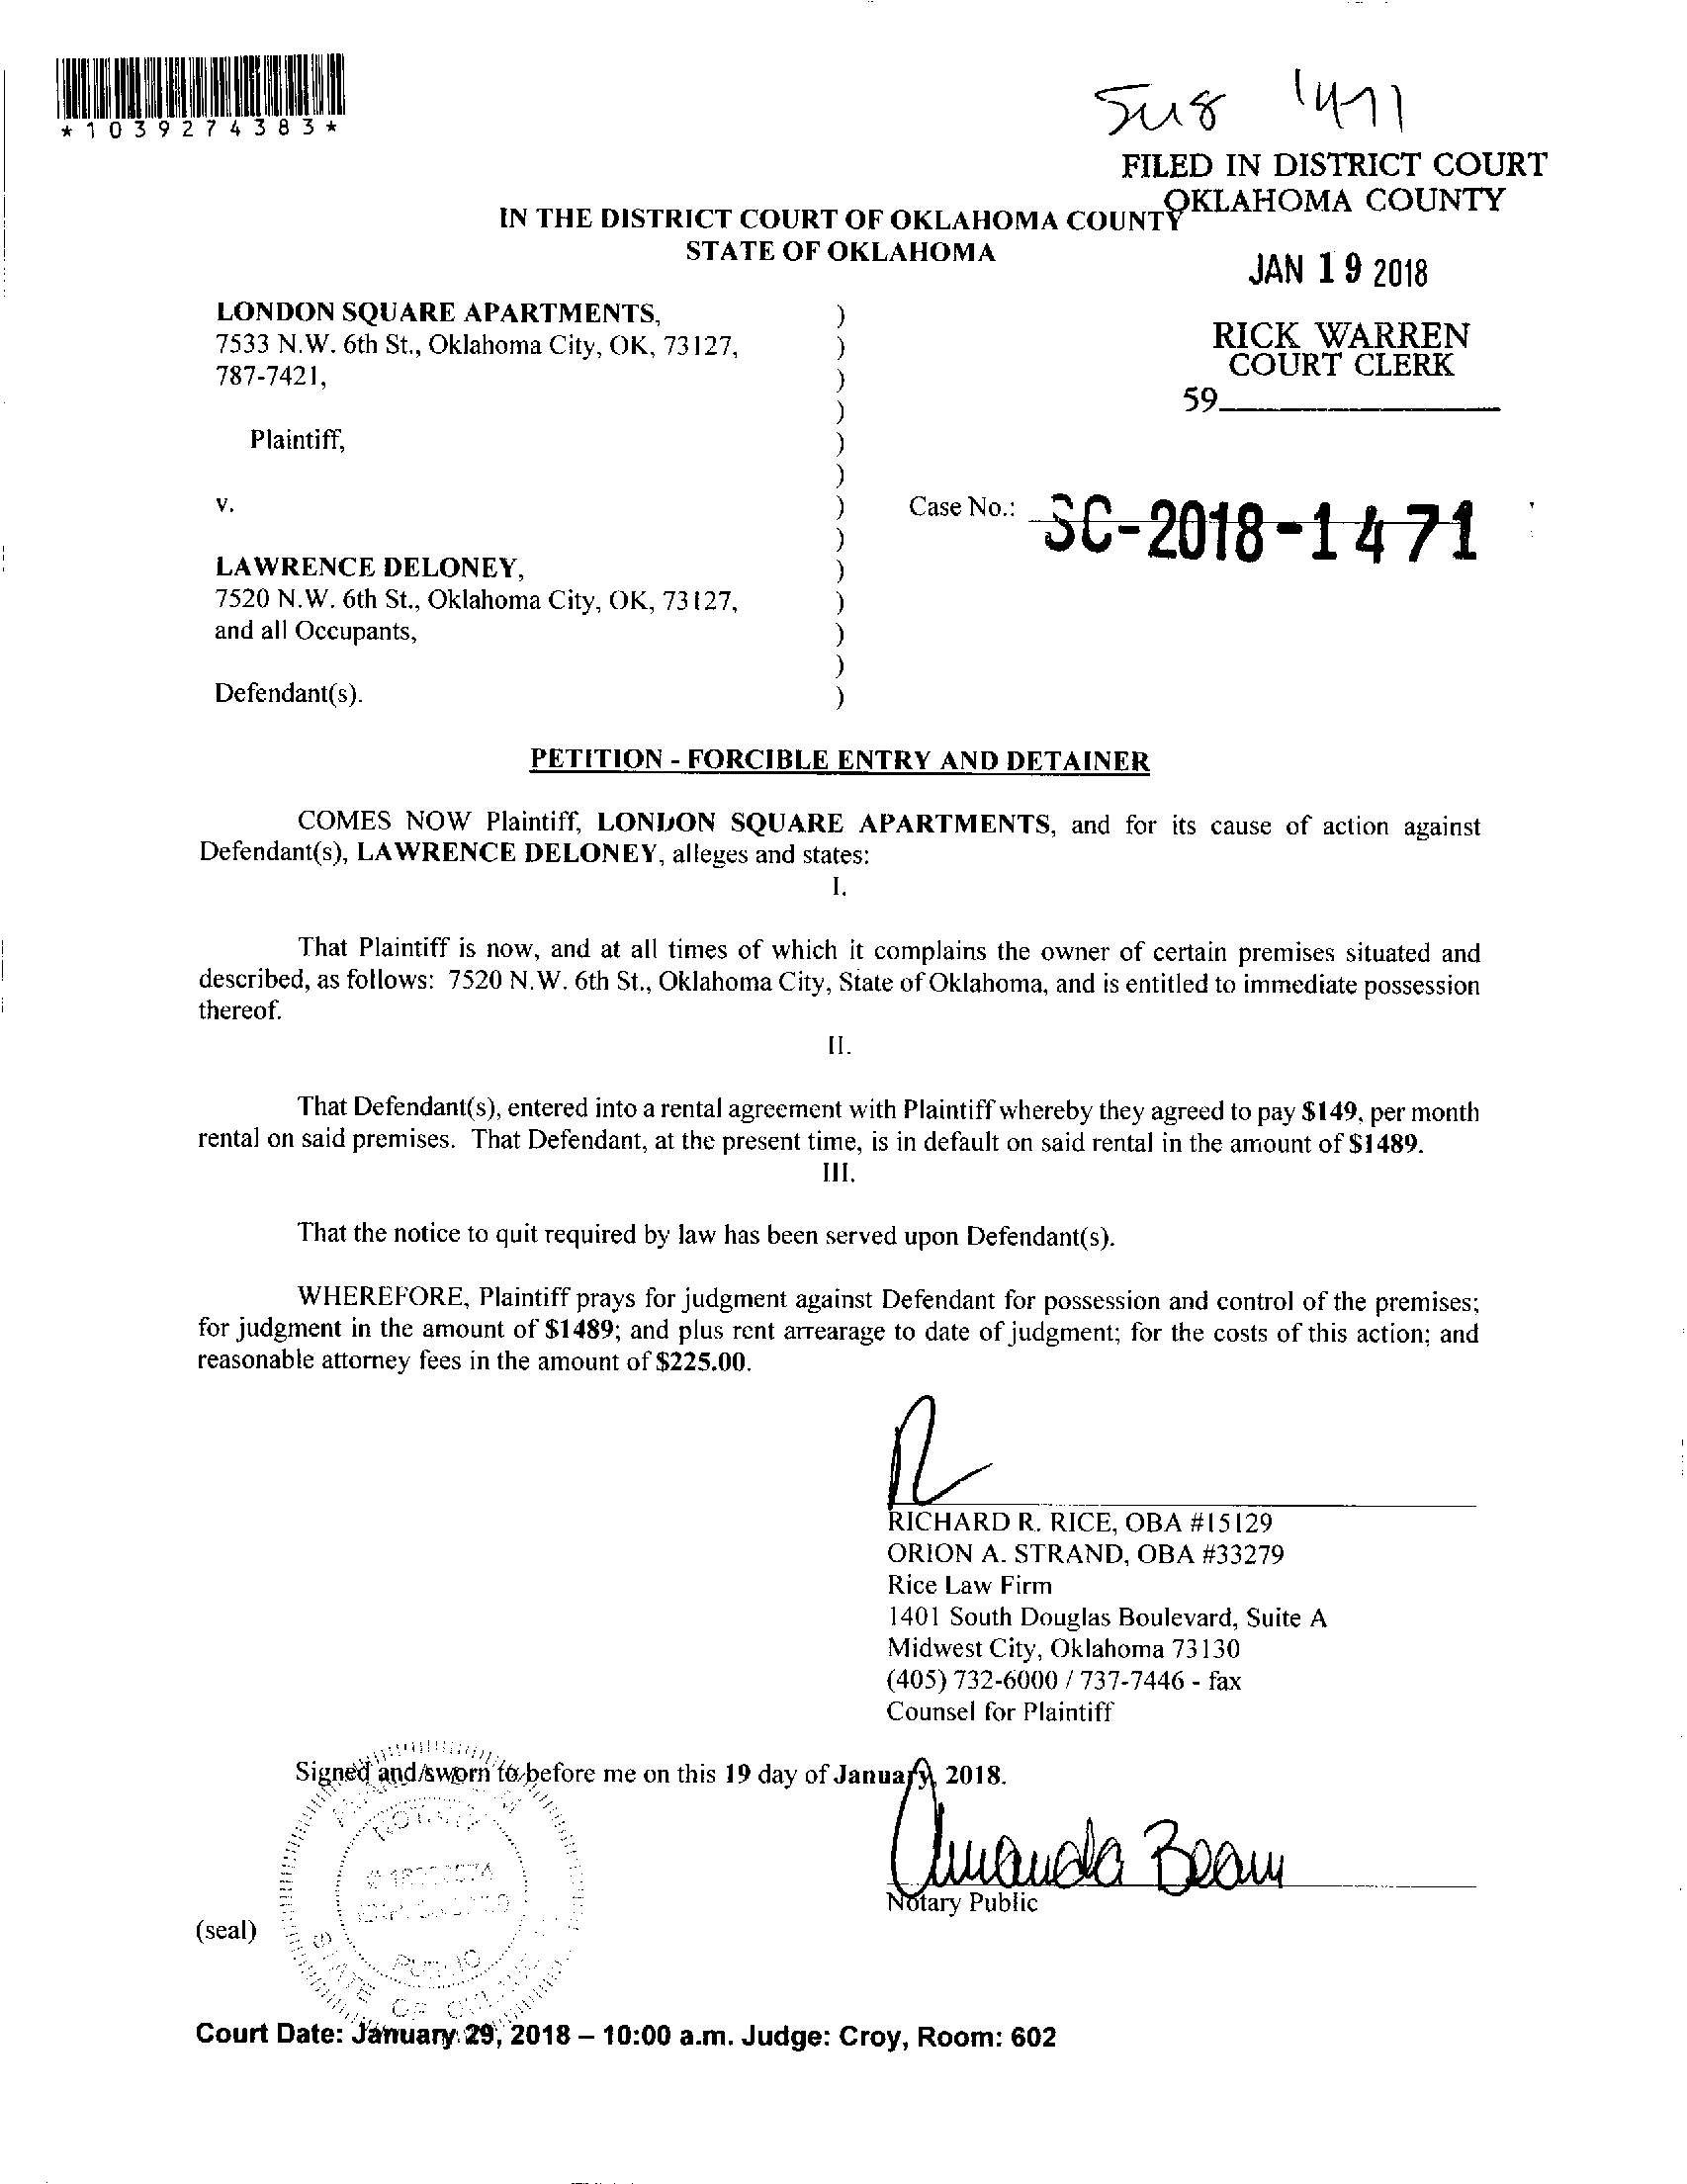 *1039274383*
FILED IN DISTRICT COURT
OKLAHOMA COUNTY
IN THE DISTRICT COURT OF OKLAHOMA COUNTY
STATE OF OKLAHOMA
JAN 19 2018
LONDON SQUARE APARTMENTS, )
7533 N.W. 6th St., Oklahoma City, OK, 73127, )
787-7421, )
)
RICK WARREN
COURT CLERK
59
Plaintiff, )
)
v. )
Case No.: SC-2018-1471
)
LAWRENCE DELONEY, )
7520 N.W. 6th St., Oklahoma City, OK, 73127, )
and all Occupants, )
)
Defendant(s). )
PETITION - FORCIBLE ENTRY AND DETAINER
COMES NOW Plaintiff, LONDON SQUARE APARTMENTS, and for its cause of action against
Defendant(s), LAWRENCE DELONEY, alleges and states:
I.
That Plaintiff is now, and at all times of which it complains the owner of certain premises situated and
described, as follows: 7520 N.W. 6th St., Oklahoma City, State of Oklahoma, and is entitled to immediate possession
thereof.
II.
That Defendant(s), entered into a rental agreement with Plaintiff whereby they agreed to pay $149, per month
rental on said premises. That Defendant, at the present time, is in default on said rental in the amount of $1489.
III.
That the notice to quit required by law has been served upon Defendant(s).
WHEREFORE, Plaintiff prays for judgment against Defendant for possession and control of the premises;
for judgment in the amount of $1489; and plus rent arrearage to date of judgment; for the costs of this action; and
reasonable attorney fees in the amount of $225.00.
RICHARD R. RICE, OBA #15129
ORION A. STRAND, OBA #33279
Rice Law Firm
1401 South Douglas Boulevard, Suite A
Midwest City, Oklahoma 73130
(405) 732-6000 / 737-7446 - fax
Counsel for Plaintiff
Signed and sworn to before me on this 19 day of January, 2018.
Amanda Beam
Notary Public
NOTARY
PUBLIC
STATE OF
(seal)
Court Date: January 29, 2018 – 10:00 a.m. Judge: Croy, Room: 602